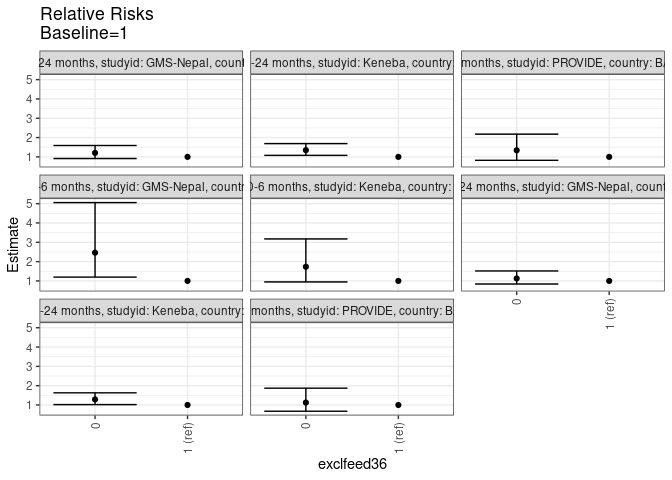 Relative Risks
Baseline=1
24 months, studyid: GMS-Nepal, count
-24 months, studyid: Keneba, country
months, studyid: PROVIDE, country: BA
5
4
3
2
1
-6 months, studyid: GMS-Nepal, countr
0-6 months, studyid: Keneba, country:
24 months, studyid: GMS-Nepal, count
5
4
3
2
1
0
1 (ref)
-24 months, studyid: Keneba, country:
months, studyid: PROVIDE, country: B
5
4
3
2
1
0
1 (ref)
0
1 (ref)
Estimate
exclfeed36